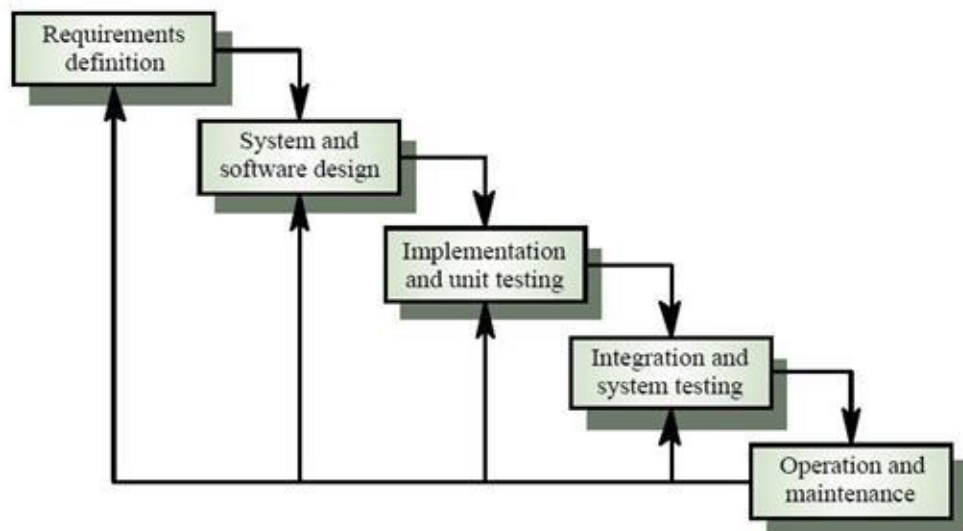 Requirements
definition
System and
software design
Implementation
and unit testing
Integration and
system testing
Operation and
maintenance